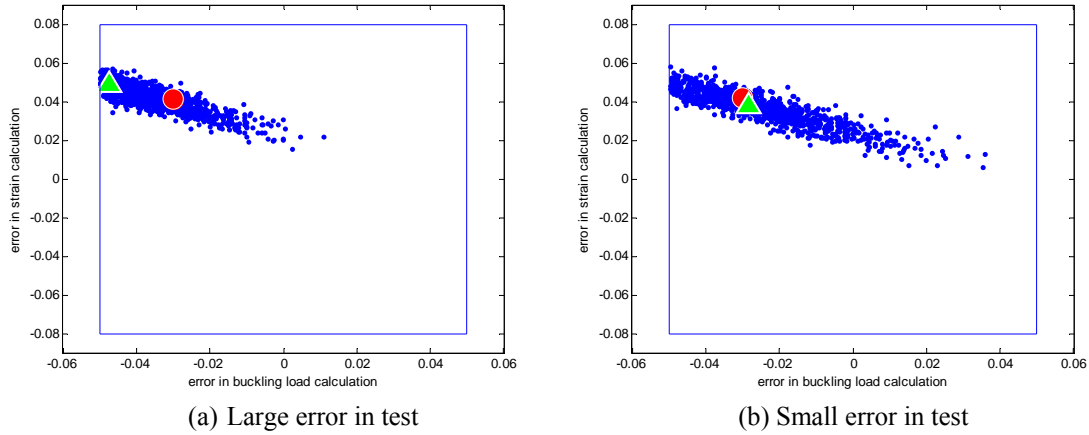 0.08
0.06
0.04
0.02
0
-0.02
-0.04
-0.06
-0.08
error in strain calculation
-0.06 -0.04 -0.02 0 0.02 0.04 0.06
error in buckling load calculation
(a) Large error in test
0.08
0.06
0.04
0.02
0
-0.02
-0.04
-0.06
-0.08
error in strain calculation
-0.06 -0.04 -0.02 0 0.02 0.04 0.06
error in buckling load calculation
(b) Small error in test